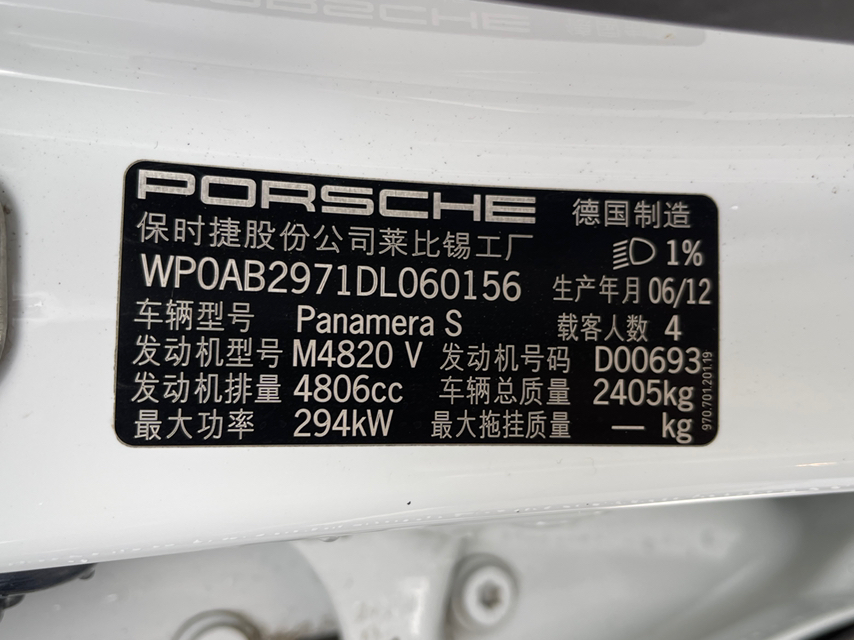 PORSCHE 德国制造
保时捷股份公司莱比锡工厂 1%
WP0AB2971DL060156 生产年月 06/12
车辆型号 Panamera S 载客人数 4
发动机型号 M4820 V 发动机号码 D00693
发动机排量 4806cc 车辆总质量 2405kg
最大功率 294kW 最大拖挂质量 — kg
970.701.201.19